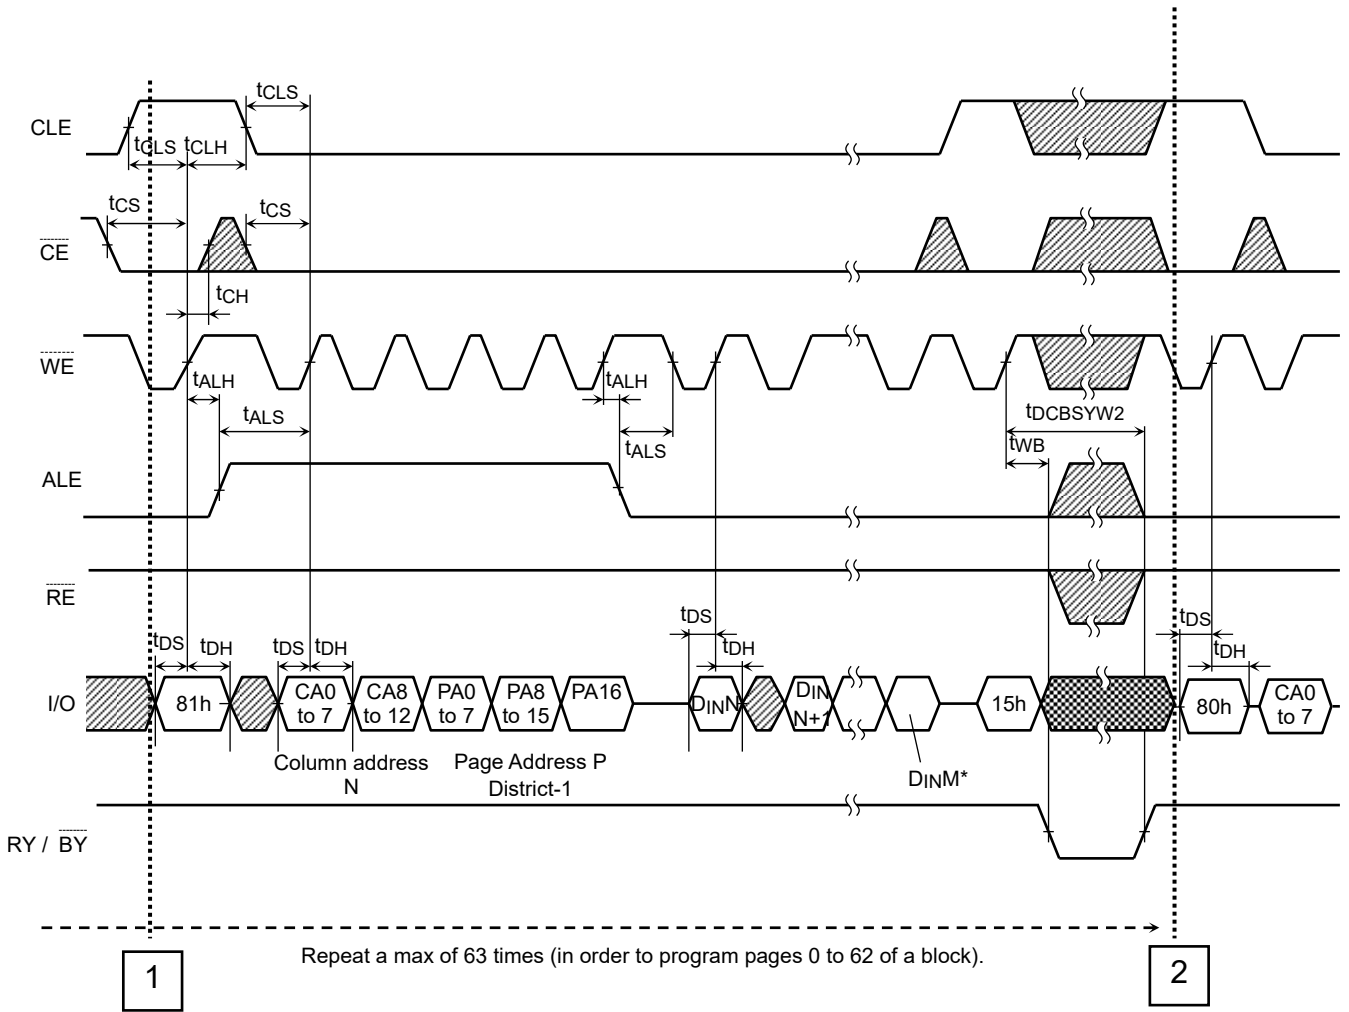 tCLS
CLE
tCLS tCLH
tCS tCS
CE
tCH
WE
tALH tALH
tALS tALS
tDCBSYW2
tWB
ALE
RE
tDS tDH tDS tDH tDS tDH tDS tDH
I/O 81h CA0 to 7 CA8 to 12 PA0 to 7 PA8 to 15 PA16 DINN DIN N+1 15h 80h CA0 to 7
Column address
N
Page Address P
District-1
DINM*
RY / BY
Repeat a max of 63 times (in order to program pages 0 to 62 of a block).
1 2